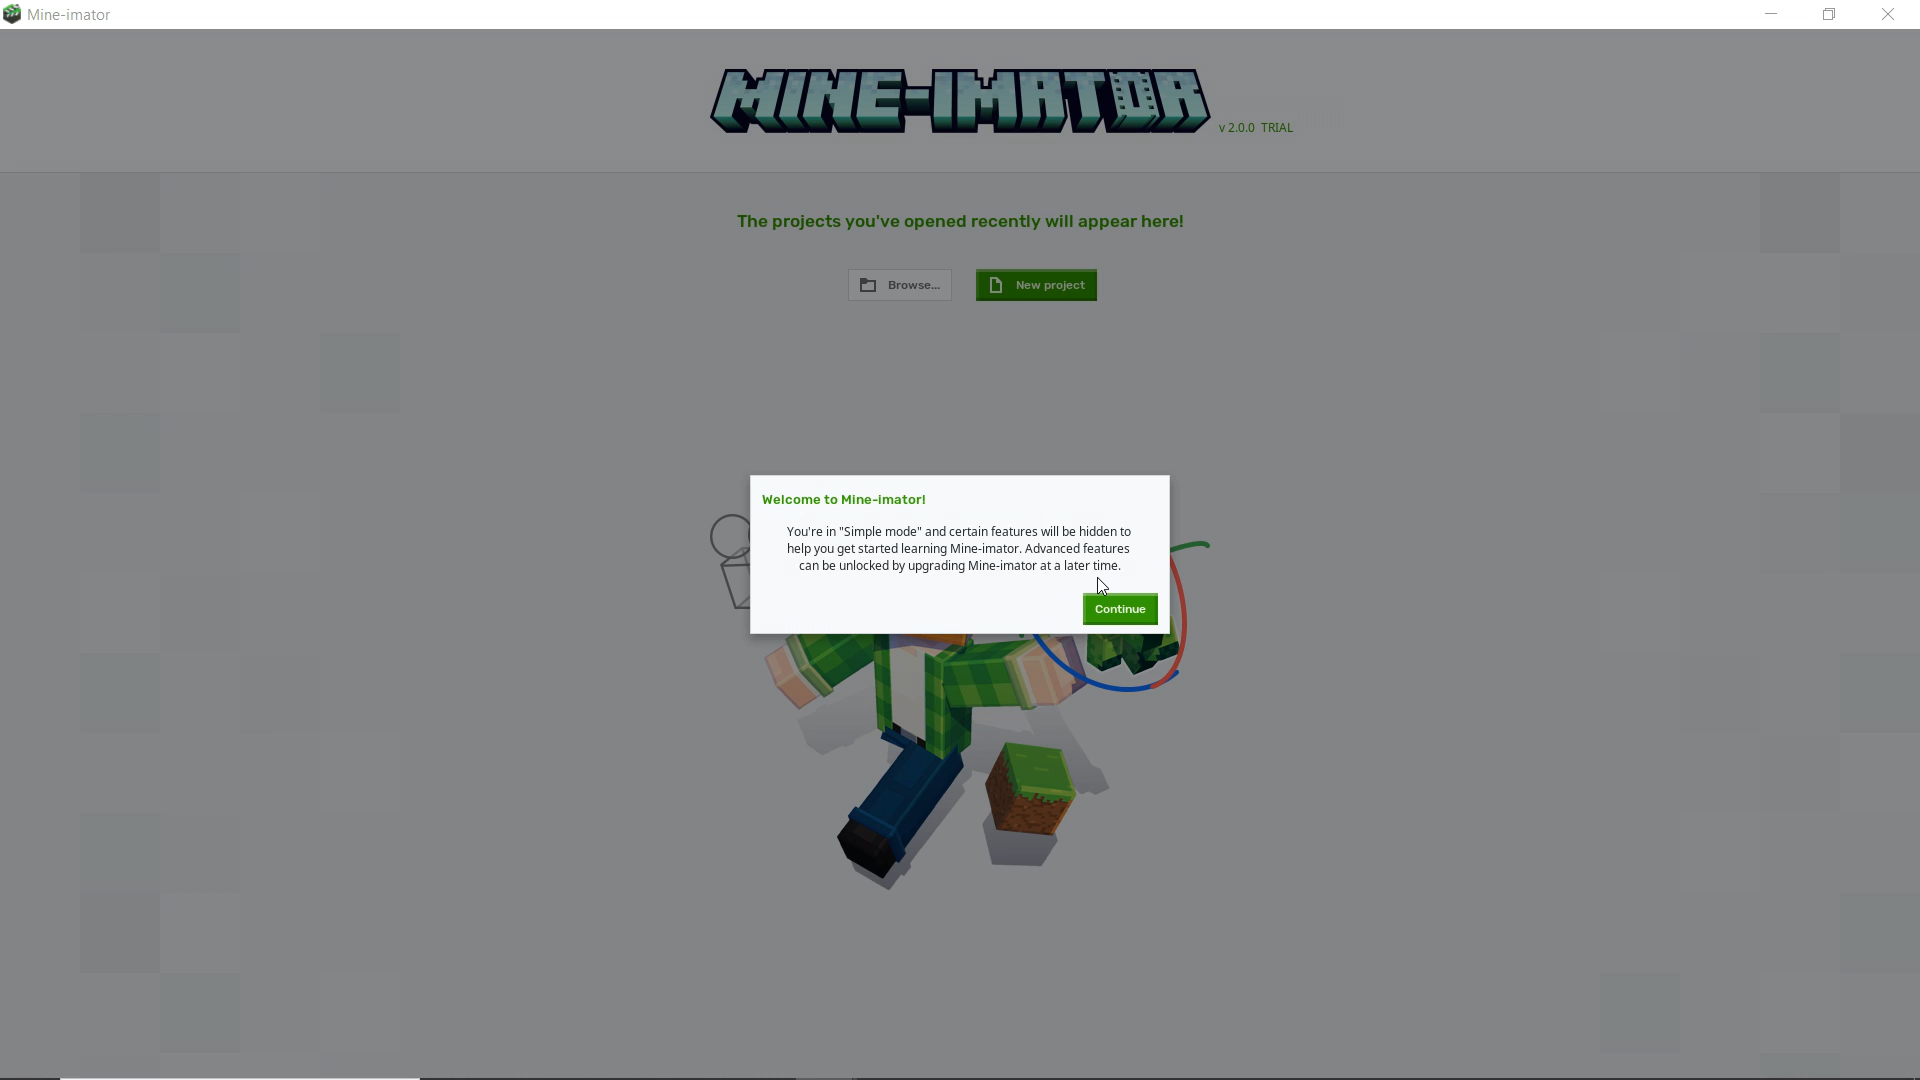 Mine-imator
MINE-IMATOR
v 2.0.0 TRIAL
The projects you've opened recently will appear here!
Browse... New project
Welcome to Mine-imator!
You're in "Simple mode" and certain features will be hidden to
help you get started learning Mine-imator. Advanced features
can be unlocked by upgrading Mine-imator at a later time.
Continue